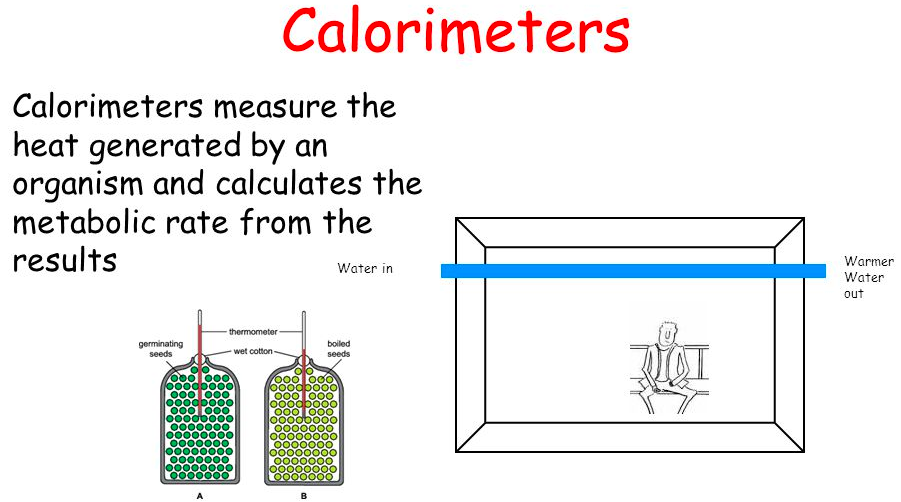 Calorimeters
Calorimeters measure the
heat generated by an
organism and calculates the
metabolic rate from the
results
Water in
Warmer
Water
out
thermometer
germinating
seeds
wet cotton
boiled
seeds
A
B